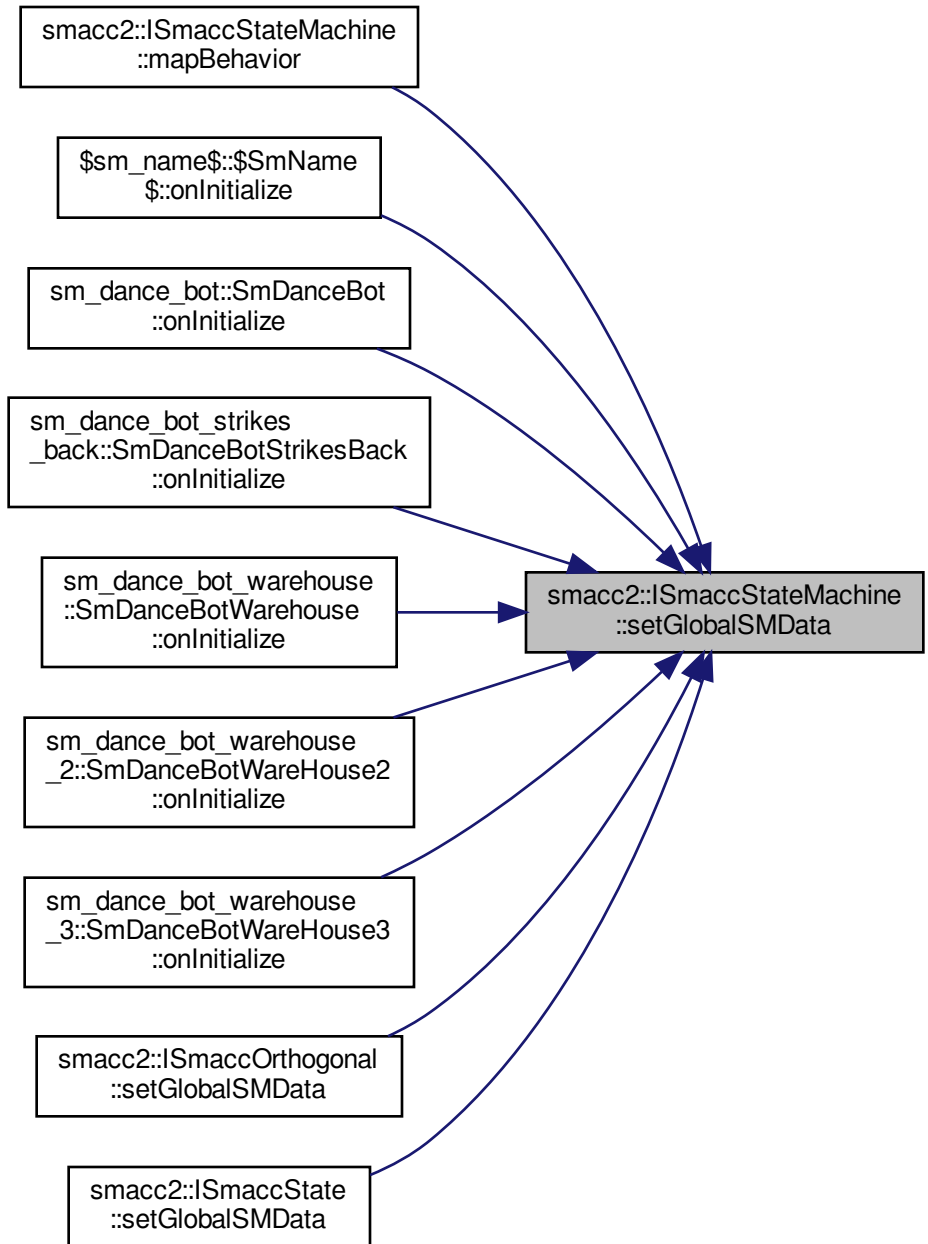 smacc2::ISmaccStateMachine
::mapBehavior
$sm_name$::$SmName
$::onInitialize
sm_dance_bot::SmDanceBot
::onInitialize
sm_dance_bot_strikes
_back::SmDanceBotStrikesBack
::onInitialize
sm_dance_bot_warehouse
::SmDanceBotWarehouse
::onInitialize
smacc2::ISmaccStateMachine
::setGlobalSMData
sm_dance_bot_warehouse
_2::SmDanceBotWareHouse2
::onInitialize
sm_dance_bot_warehouse
_3::SmDanceBotWareHouse3
::onInitialize
smacc2::ISmaccOrthogonal
::setGlobalSMData
smacc2::ISmaccState
::setGlobalSMData